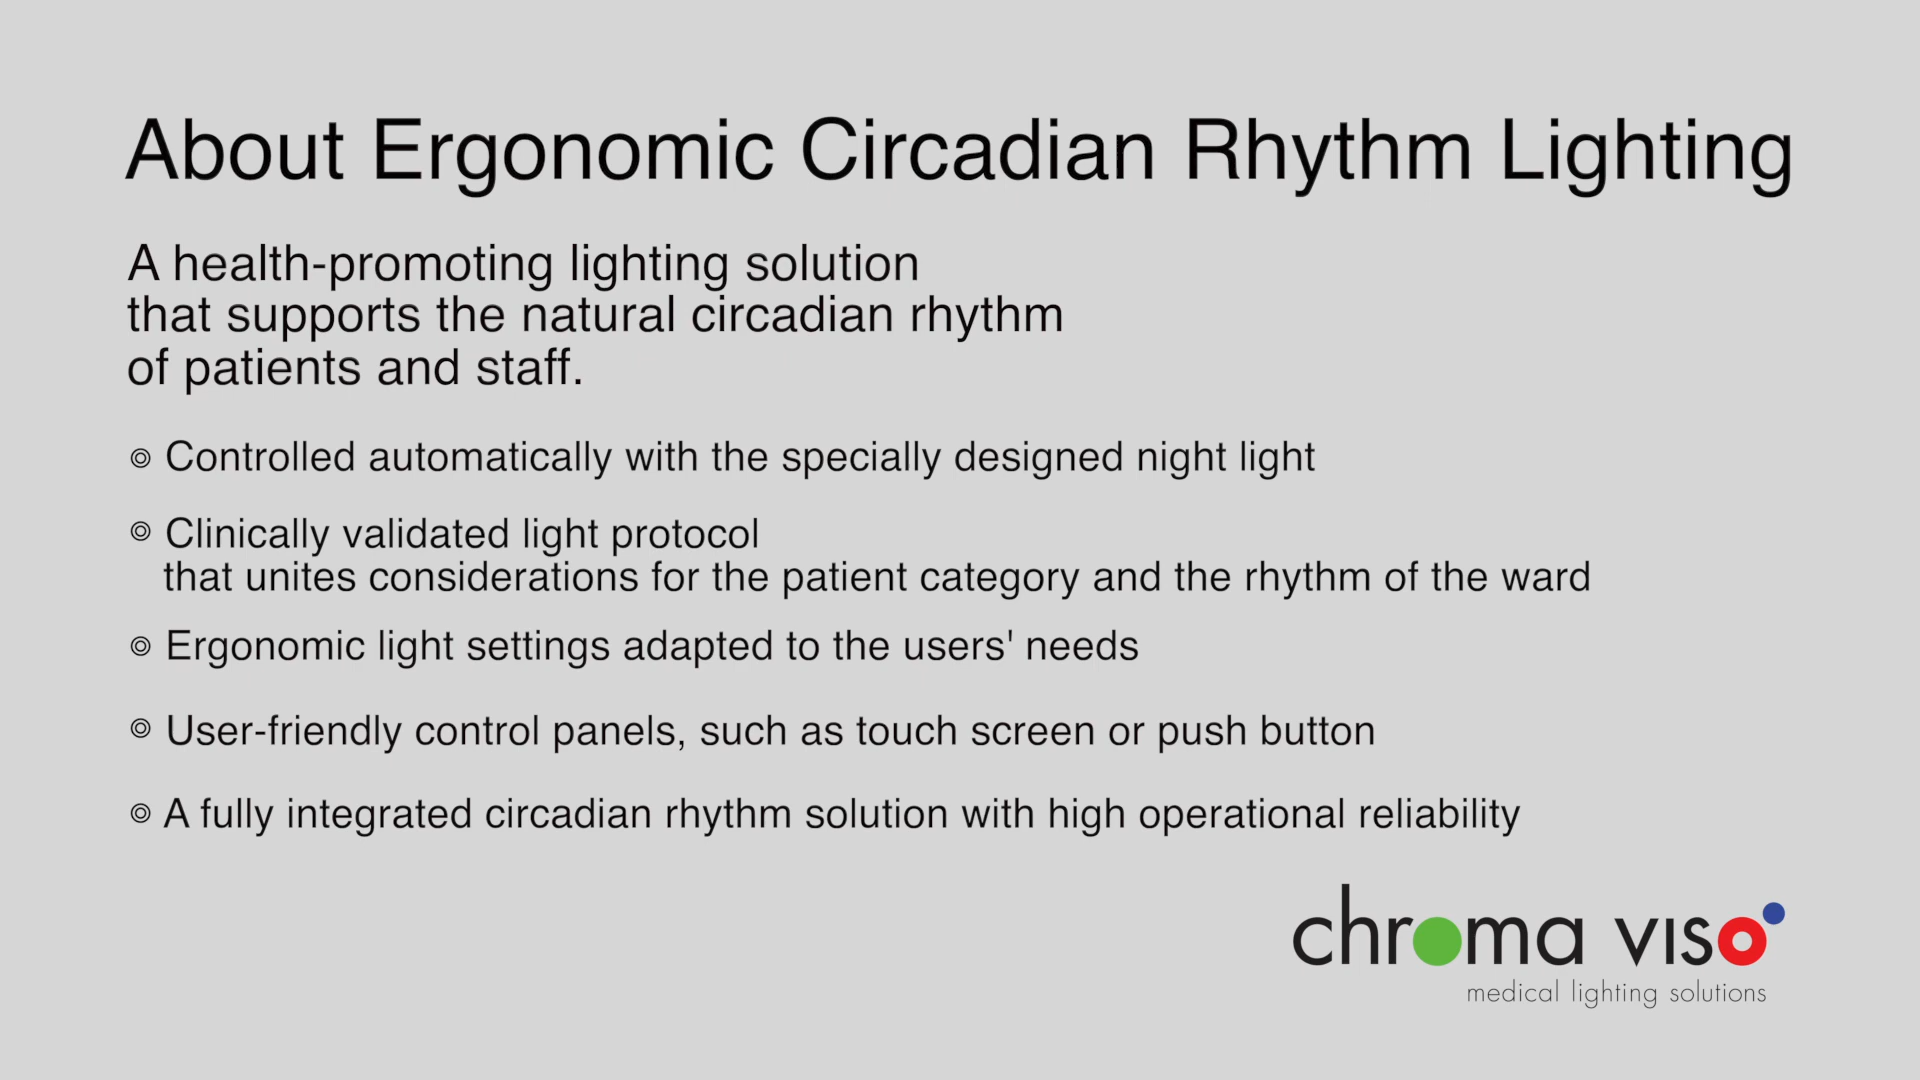 About Ergonomic Circadian Rhythm Lighting
A health-promoting lighting solution
that supports the natural circadian rhythm
of patients and staff.
⌾ Controlled automatically with the specially designed night light
⌾ Clinically validated light protocol
that unites considerations for the patient category and the rhythm of the ward
⌾ Ergonomic light settings adapted to the users' needs
⌾ User-friendly control panels, such as touch screen or push button
⌾ A fully integrated circadian rhythm solution with high operational reliability
chroma viso
medical lighting solutions